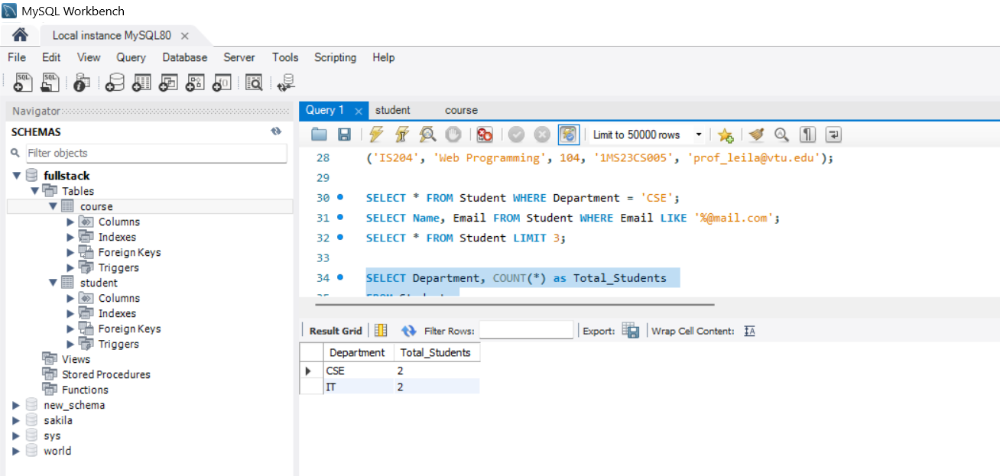 MySQL Workbench
Local instance MySQL80
File Edit View Query Database Server Tools Scripting Help
SQL SQL
Navigator
SCHEMAS
Filter objects
fullstack
Tables
course
Columns
Indexes
Foreign Keys
Triggers
student
Columns
Indexes
Foreign Keys
Triggers
Views
Stored Procedures
Functions
new_schema
sakila
sys
world
Query 1 student course
Limit to 50000 rows
28 ('IS204', 'Web Programming', 104, '1MS23CS005', 'prof_leila@vtu.edu');
29
30 SELECT * FROM Student WHERE Department = 'CSE';
31 SELECT Name, Email FROM Student WHERE Email LIKE '%@mail.com';
32 SELECT * FROM Student LIMIT 3;
33
34 SELECT Department, COUNT(*) as Total_Students
35 FROM Student
Result Grid Filter Rows: Export: Wrap Cell Content: IA
Department Total_Students
CSE 2
IT 2